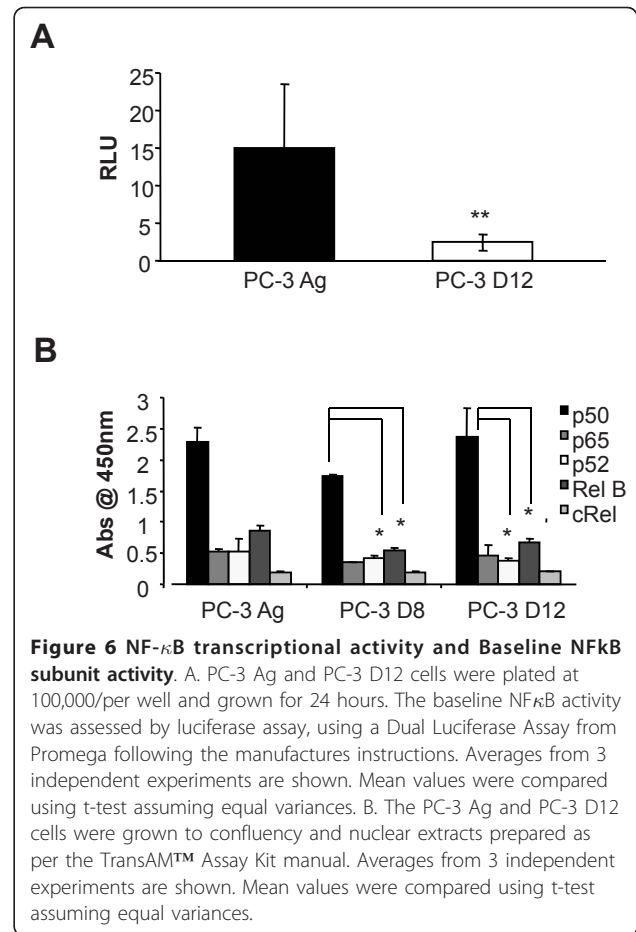 A
25
20
15
10
5
0
RLU
**
PC-3 Ag
PC-3 D12
B
3
2.5
2
1.5
1
0.5
0
Abs @ 450nm
* *
* *
p50
p65
p52
Rel B
cRel
PC-3 Ag
PC-3 D8
PC-3 D12
Figure 6 NF-κB transcriptional activity and Baseline NFkB
subunit activity. A. PC-3 Ag and PC-3 D12 cells were plated at
100,000/per well and grown for 24 hours. The baseline NFκB activity
was assessed by luciferase assay, using a Dual Luciferase Assay from
Promega following the manufactures instructions. Averages from 3
independent experiments are shown. Mean values were compared
using t-test assuming equal variances. B. The PC-3 Ag and PC-3 D12
cells were grown to confluency and nuclear extracts prepared as
per the TransAM™ Assay Kit manual. Averages from 3 independent
experiments are shown. Mean values were compared using t-test
assuming equal variances.